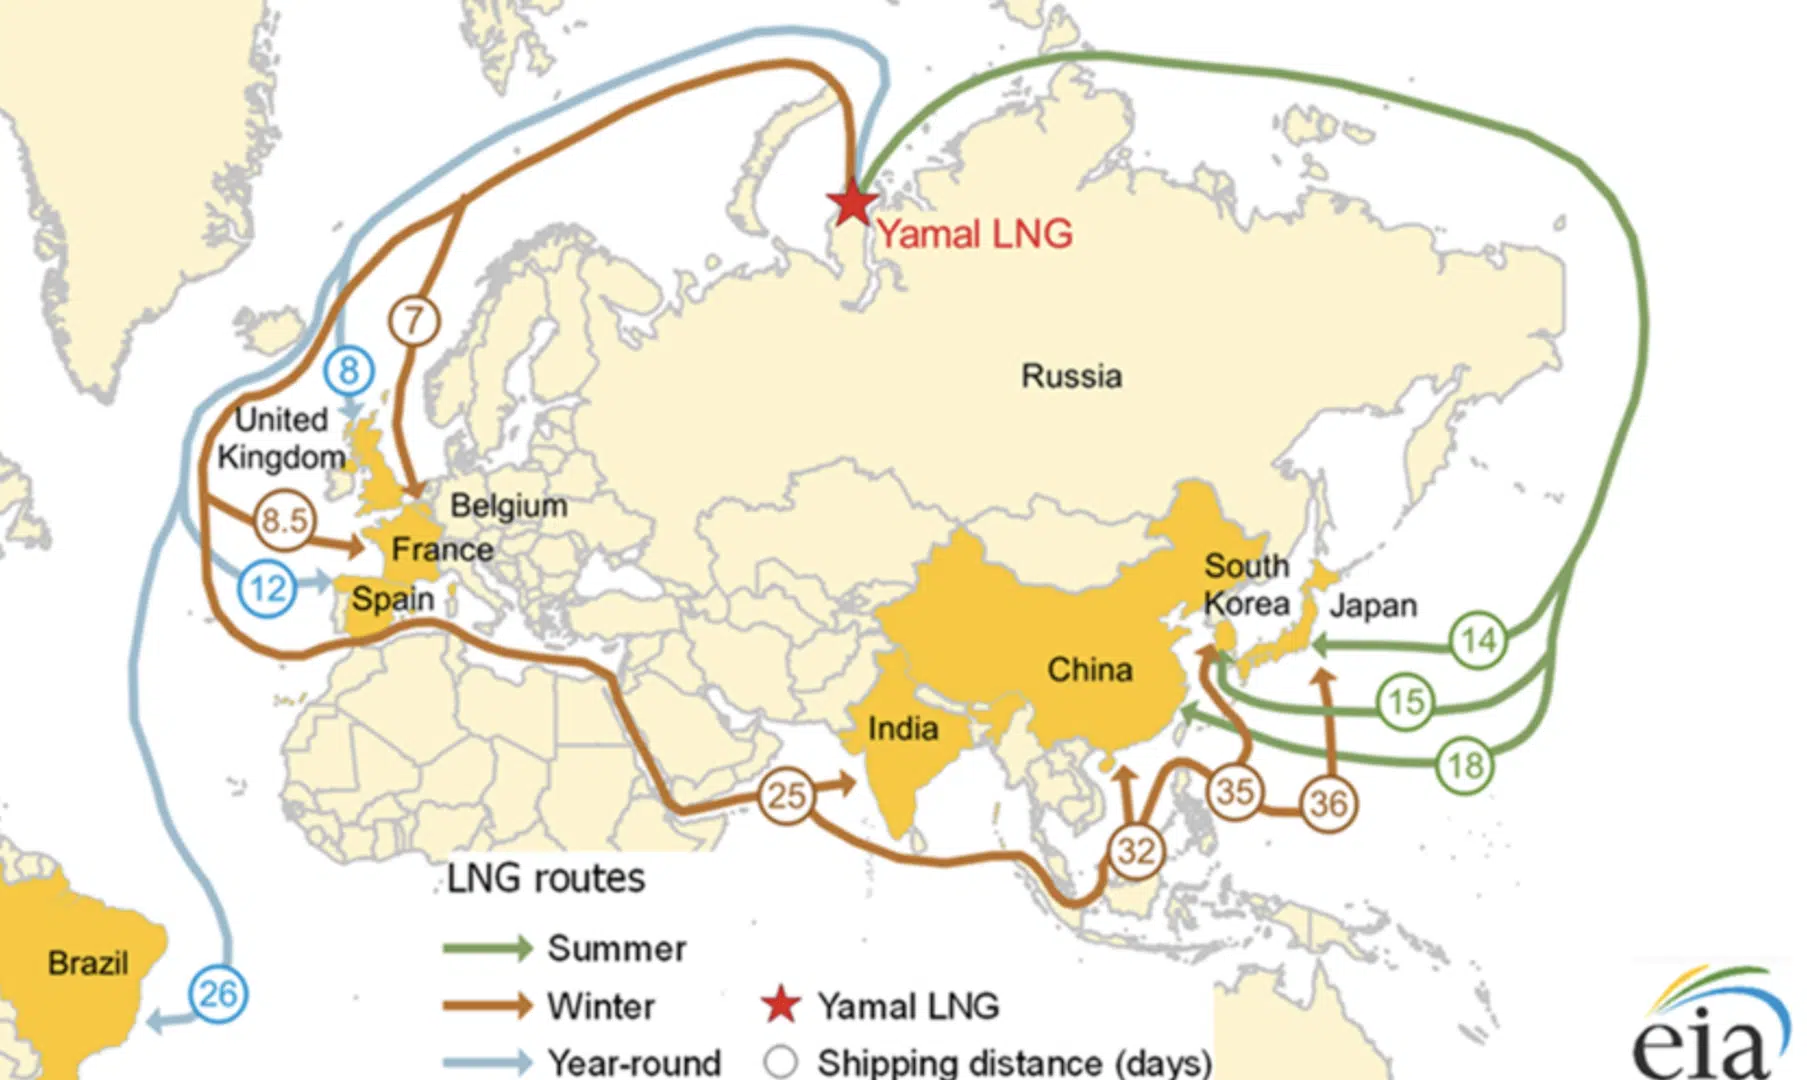 Yamal LNG
Russia
7
8
United
Kingdom
Belgium
8.5
France
12
Spain
South
Korea
Japan
14
China
15
India
18
25
35
36
32
LNG routes
Summer
Brazil
26
Winter
Yamal LNG
Year-round
Shipping distance (days)
eia